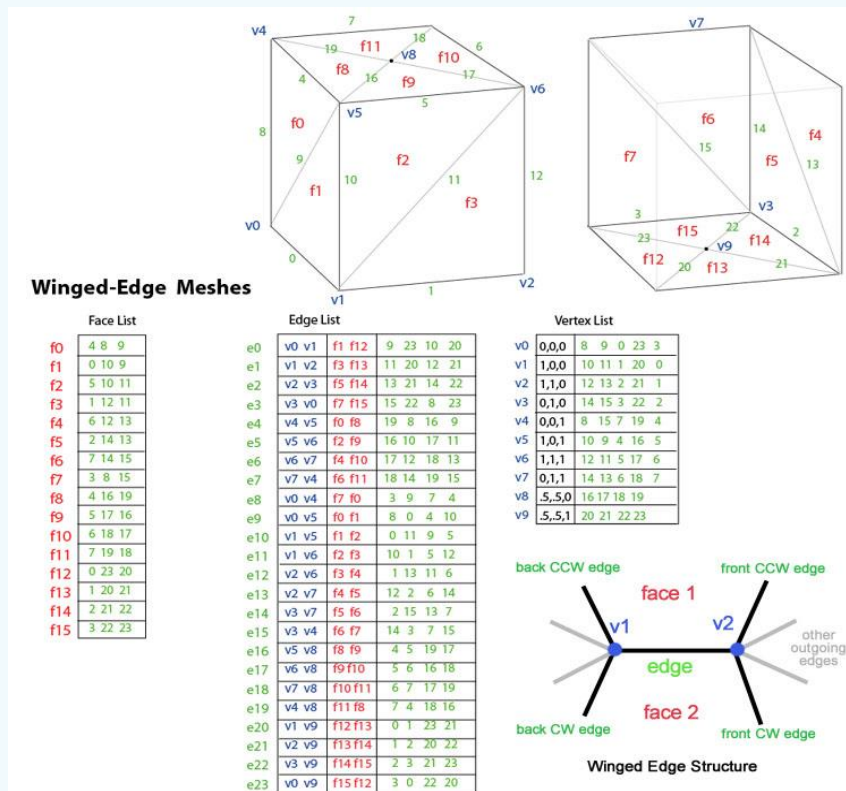 v4
7
19
f11
18
v8
f10
6
f8
16
f9
17
4
5
v6
v5
f0
8
9
f1
10
f2
11
12
f3
v0
0
v1
1
v2
v7
f6
14
f4
15
f5
13
f7
v3
3
22
2
23
f15
f14
v9
f12
20
f13
21
Winged-Edge Meshes
Face List
f0 4 8 9
f1 0 10 9
f2 5 10 11
f3 1 12 11
f4 6 12 13
f5 2 14 13
f6 7 14 15
f7 3 8 15
f8 4 16 19
f9 5 17 16
f10 6 18 17
f11 7 19 18
f12 0 23 20
f13 1 20 21
f14 2 21 22
f15 3 22 23
Edge List
e0 v0 v1 f1 f12 9 23 10 20
e1 v1 v2 f3 f13 11 20 12 21
e2 v2 v3 f5 f14 13 21 14 22
e3 v3 v0 f7 f15 15 22 8 23
e4 v4 v5 f0 f8 19 8 16 9
e5 v5 v6 f2 f9 16 10 17 11
e6 v6 v7 f4 f10 17 12 18 13
e7 v7 v4 f6 f11 18 14 19 15
e8 v0 v4 f7 f0 3 9 7 4
e9 v0 v5 f0 f1 8 0 4 10
e10 v1 v5 f1 f2 0 11 9 5
e11 v1 v6 f2 f3 10 1 5 12
e12 v2 v6 f3 f4 1 13 11 6
e13 v2 v7 f4 f5 12 2 6 14
e14 v3 v7 f5 f6 2 15 13 7
e15 v3 v4 f6 f7 14 3 7 15
e16 v5 v8 f8 f9 4 5 19 17
e17 v6 v8 f9 f10 5 6 16 18
e18 v7 v8 f10 f11 6 7 17 19
e19 v4 v8 f11 f8 7 4 18 16
e20 v1 v9 f12 f13 0 1 23 21
e21 v2 v9 f13 f14 1 2 20 22
e22 v3 v9 f14 f15 2 3 21 23
e23 v0 v9 f15 f12 3 0 22 20
Vertex List
v0 0,0,0 8 9 0 23 3
v1 1,0,0 10 11 1 20 0
v2 1,1,0 12 13 2 21 1
v3 0,1,0 14 15 3 22 2
v4 0,0,1 8 15 7 19 4
v5 1,0,1 10 9 4 16 5
v6 1,1,1 12 11 5 17 6
v7 0,1,1 14 13 6 18 7
v8 .5,.5,0 16 17 18 19
v9 .5,.5,1 20 21 22 23
back CCW edge
front CCW edge
face 1
v1
v2
other
outgoing
edges
edge
face 2
back CW edge
front CW edge
Winged Edge Structure